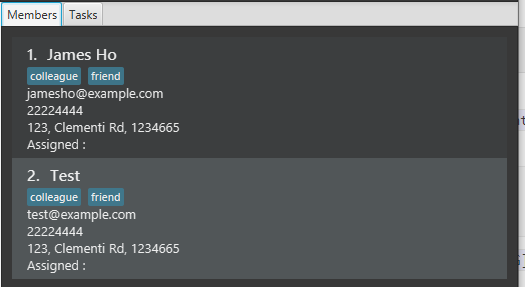 Members Tasks
1. James Ho
colleague friend
jamesho@example.com
22224444
123, Clementi Rd, 1234665
Assigned :
2. Test
colleague friend
test@example.com
22224444
123, Clementi Rd, 1234665
Assigned :